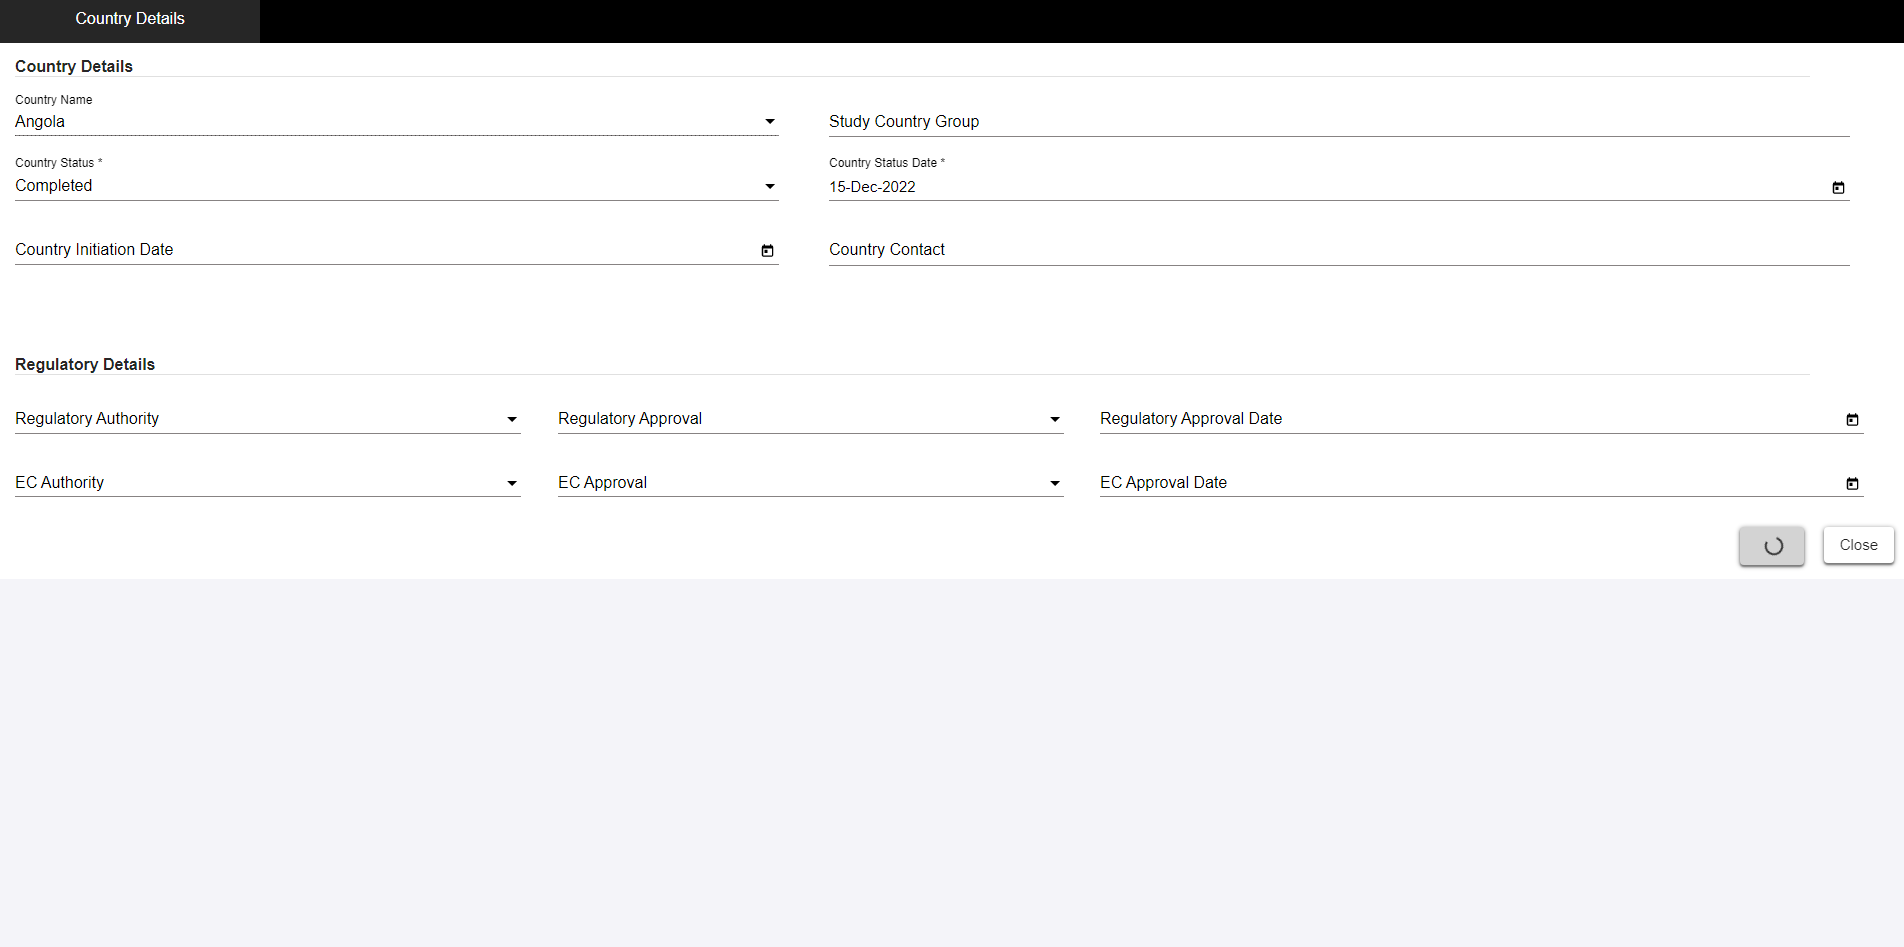 Country Details
Country Details
Country Name
Angola
Study Country Group
Country Status *
Completed
Country Status Date *
15-Dec-2022
Country Initiation Date
Country Contact
Regulatory Details
Regulatory Authority
Regulatory Approval
Regulatory Approval Date
EC Authority
EC Approval
EC Approval Date
Close